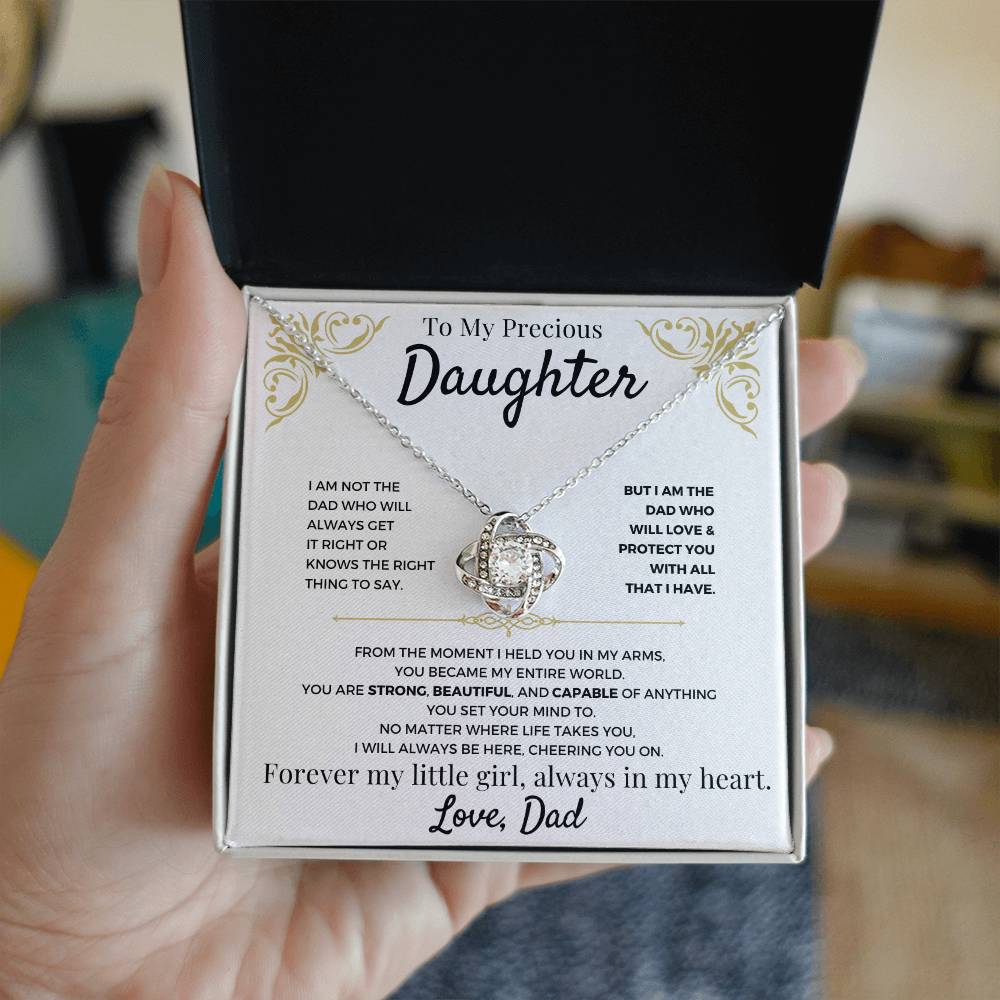 To My Precious
Daughter
I AM NOT THE
DAD WHO WILL
ALWAYS GET
IT RIGHT OR
KNOWS THE RIGHT
THING TO SAY.
BUT I AM THE
DAD WHO
WILL LOVE &
PROTECT YOU
WITH ALL
THAT I HAVE.
FROM THE MOMENT I HELD YOU IN MY ARMS,
YOU BECAME MY ENTIRE WORLD.
YOU ARE STRONG, BEAUTIFUL, AND CAPABLE OF ANYTHING
YOU SET YOUR MIND TO.
NO MATTER WHERE LIFE TAKES YOU,
I WILL ALWAYS BE HERE, CHEERING YOU ON.
Forever my little girl, always in my heart.
Love, Dad